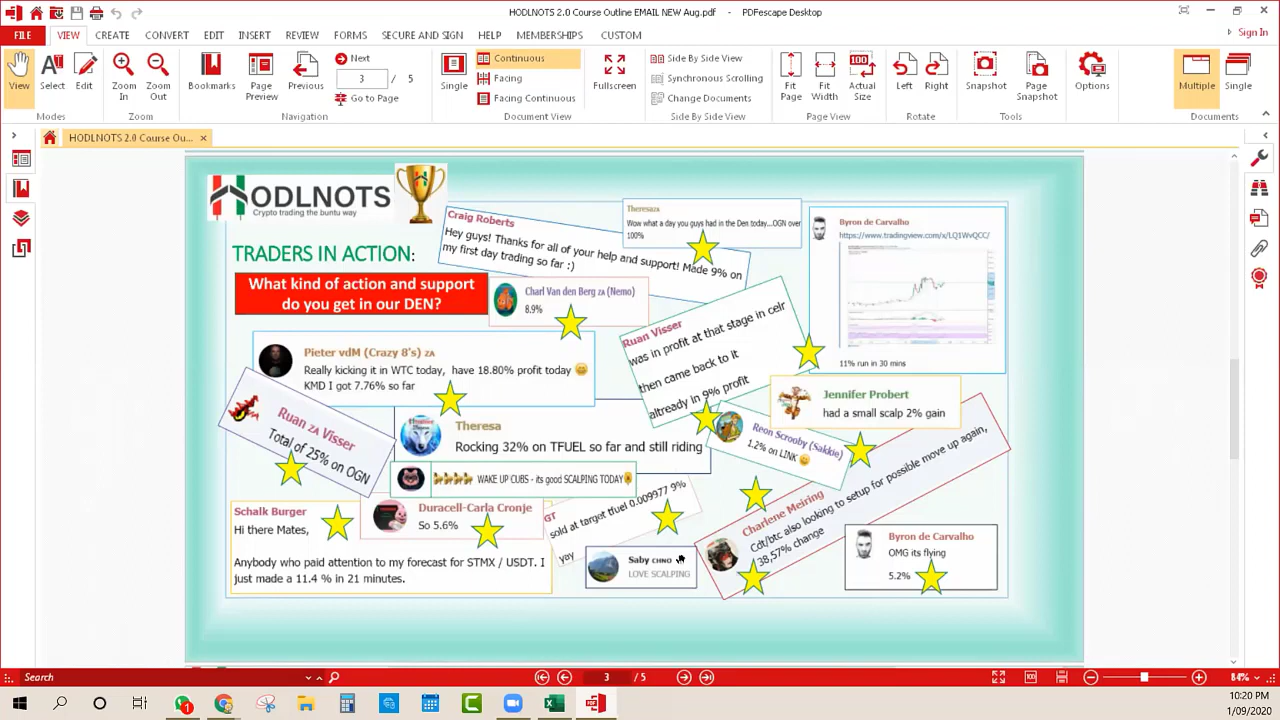 HODLNOTS 2.0 Course Outline EMAIL NEW Aug.pdf - PDFescape Desktop
FILE VIEW CREATE CONVERT EDIT INSERT REVIEW FORMS SECURE AND SIGN HELP MEMBERSHIPS CUSTOM
Sign In
View Select Edit
Modes
Zoom In
Zoom Out
Zoom
Bookmarks
Page Preview
Previous
Next
3 / 5
Go to Page
Navigation
Single
Continuous
Facing
Facing Continuous
Document View
Fullscreen
Side By Side View
Synchronous Scrolling
Change Documents
Side By Side
Fit Page
Fit Width
100
Actual Size
Page View
Left Right
Rotate
Snapshot
Page Snapshot
Tools
Options
Multiple Single
Documents
HODLNOTS 2.0 Course Ou...
HODLNOTS
Crypto trading the buntu way
TRADERS IN ACTION:
What kind of action and support
do you get in our DEN?
Craig Roberts
Hey guys! Thanks for all of your help and support! Made 9% on
my first day trading so far :)
Theresaza
Wow what a day you guys had in the Den today...OGN over
100%
Byron de Carvalho
https://www.tradingview.com/x/LQ1WvQCC/
11% run in 30 mins
Charl Van den Berg ZA (Nemo)
8.9%
Ruan Visser
was in profit at that stage in celr
then came back to it
already in 9% profit
Pieter vdM (Crazy 8's) ZA
Really kicking it in WTC today, have 18.80% profit today
KMD I got 7.76% so far
Jennifer Probert
had a small scalp 2% gain
Ruan ZA Visser
Total of 25% on OGN
Theresa
Rocking 32% on TFUEL so far and still riding
Reon Scrooby (Sakkie)
1.2% on LINK
WAKE UP CUBS - its good SCALPING TODAY
Charlene Meiring
Cdt/btc also looking to setup for possible move up again,
38,57% change
Schalk Burger
Hi there Mates,
Anybody who paid attention to my forecast for STMX / USDT. I
just made a 11.4 % in 21 minutes.
Duracell-Carla Cronje
So 5.6%
GT
sold at target tfuel 0.009977 9%
yay
Saby CHNO
LOVE SCALPING
Byron de Carvalho
OMG its flying
5.2%
Search
3 / 5
84%
1
10:20 PM
1/09/2020